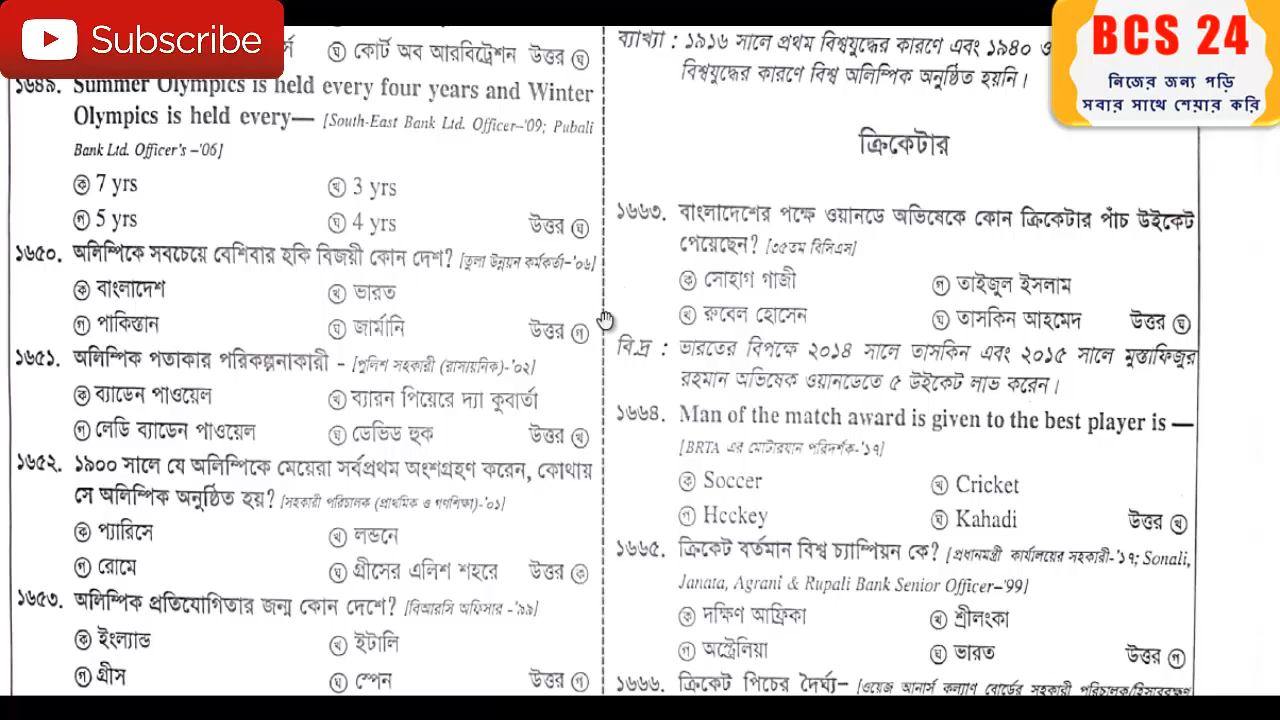 Subscribe
BCS 24
নিজের জন্য পড়ি
সবার সাথে শেয়ার করি
ঘ কোর্ট অব আরবিট্রেশন উত্তর ঘ
১৬৪৯. Summer Olympics is held every four years and Winter
Olympics is held every— [South-East Bank Ltd. Officer–'09; Pubali
Bank Ltd. Officer's –'06]
ক 7 yrs খ 3 yrs
গ 5 yrs ঘ 4 yrs উত্তর ঘ
১৬৫০. অলিম্পিকে সবচেয়ে বেশিবার হকি বিজয়ী কোন দেশ? [তুলা উন্নয়ন কর্মকর্তা-'০৬]
ক বাংলাদেশ খ ভারত
গ পাকিস্তান ঘ জার্মানি উত্তর গ
১৬৫১. অলিম্পিক পতাকার পরিকল্পনাকারী - [পুলিশ সহকারী (রাসায়নিক)-'০২]
ক ব্যাডেন পাওয়েল খ ব্যারন পিয়েরে দ্যা কুবার্তা
গ লেডি ব্যাডেন পাওয়েল ঘ ডেভিড হুক উত্তর খ
১৬৫২. ১৯০০ সালে যে অলিম্পিকে মেয়েরা সর্বপ্রথম অংশগ্রহণ করেন, কোথায়
সে অলিম্পিক অনুষ্ঠিত হয়? [সহকারী পরিচালক (প্রাথমিক ও গণশিক্ষা)-'০১]
ক প্যারিসে খ লন্ডনে
গ রোমে ঘ গ্রীসের এলিশ শহরে উত্তর ক
১৬৫৩. অলিম্পিক প্রতিযোগিতার জন্ম কোন দেশে? [বিআরসি অফিসার -'৯৯]
ক ইংল্যান্ড খ ইটালি
গ গ্রীস ঘ স্পেন উত্তর গ
ব্যাখ্যা : ১৯১৬ সালে প্রথম বিশ্বযুদ্ধের কারণে এবং ১৯৪০ ও
বিশ্বযুদ্ধের কারণে বিশ্ব অলিম্পিক অনুষ্ঠিত হয়নি।
ক্রিকেটার
১৬৬৩. বাংলাদেশের পক্ষে ওয়ানডে অভিষেকে কোন ক্রিকেটার পাঁচ উইকেট
পেয়েছেন? [৩৫তম বিসিএস]
ক সোহাগ গাজী গ তাইজুল ইসলাম
খ রুবেল হোসেন ঘ তাসকিন আহমেদ উত্তর ঘ
বি.দ্র : ভারতের বিপক্ষে ২০১৪ সালে তাসকিন এবং ২০১৫ সালে মুস্তাফিজুর
রহমান অভিষেক ওয়ানডেতে ৫ উইকেট লাভ করেন।
১৬৬৪. Man of the match award is given to the best player is —
[BRTA এর মোটারযান পরিদর্শক-'১৭]
ক Soccer খ Cricket
গ Hockey ঘ Kahadi উত্তর খ
১৬৬৫. ক্রিকেট বর্তমান বিশ্ব চ্যাম্পিয়ন কে? [প্রধানমন্ত্রী কার্যালয়ের সহকারী-'১৭; Sonali,
Janata, Agrani & Rupali Bank Senior Officer–'99]
ক দক্ষিণ আফ্রিকা খ শ্রীলংকা
গ অস্ট্রেলিয়া ঘ ভারত উত্তর গ
১৬৬৬. ক্রিকেট পিচের দৈর্ঘ্য–